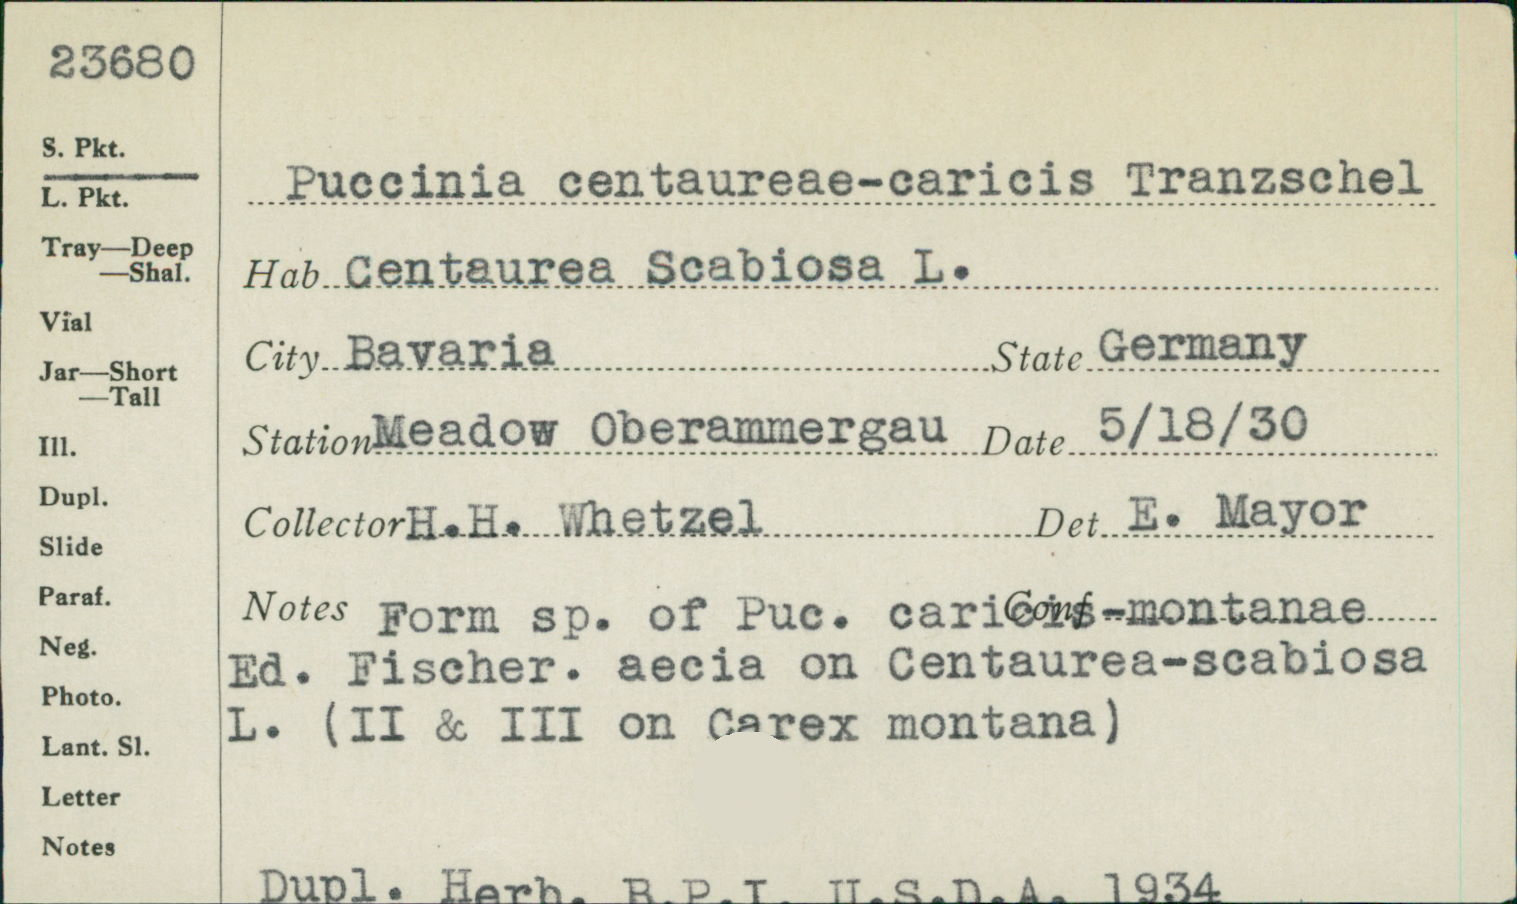 23680
S. Pkt.
L. Pkt.
Tray—Deep
—Shal.
Vial
Jar—Short
—Tall
Ill.
Dupl.
Slide
Paraf.
Neg.
Photo.
Lant. Sl.
Letter
Notes
Puccinia centaureae-caricis Tranzschel
Hab Centaurea Scabiosa L.
City Bavaria State Germany
Station Meadow Oberammergau Date 5/18/30
Collector H.H. Whetzel Det E. Mayor
Notes Form sp. of Puc. caricis-montanae Conf
Ed. Fischer. aecia on Centaurea-scabiosa
L. (II & III on Carex montana)
Dupl. Herb. B.P.I. U.S.D.A. 1934